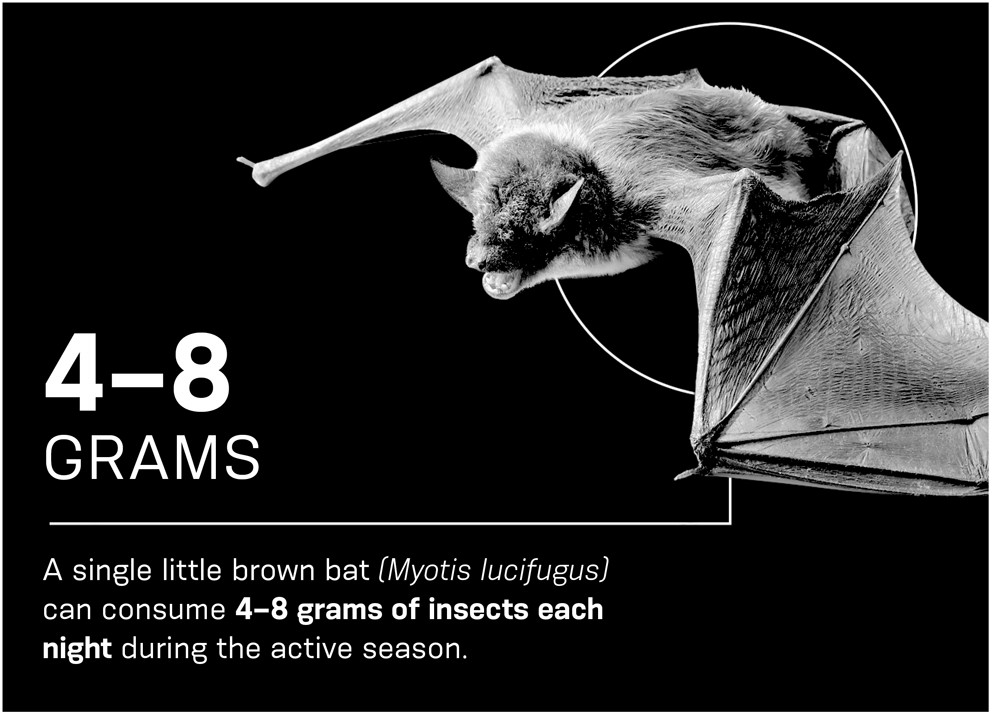 4–8
GRAMS
A single little brown bat (Myotis lucifugus)
can consume 4–8 grams of insects each
night during the active season.